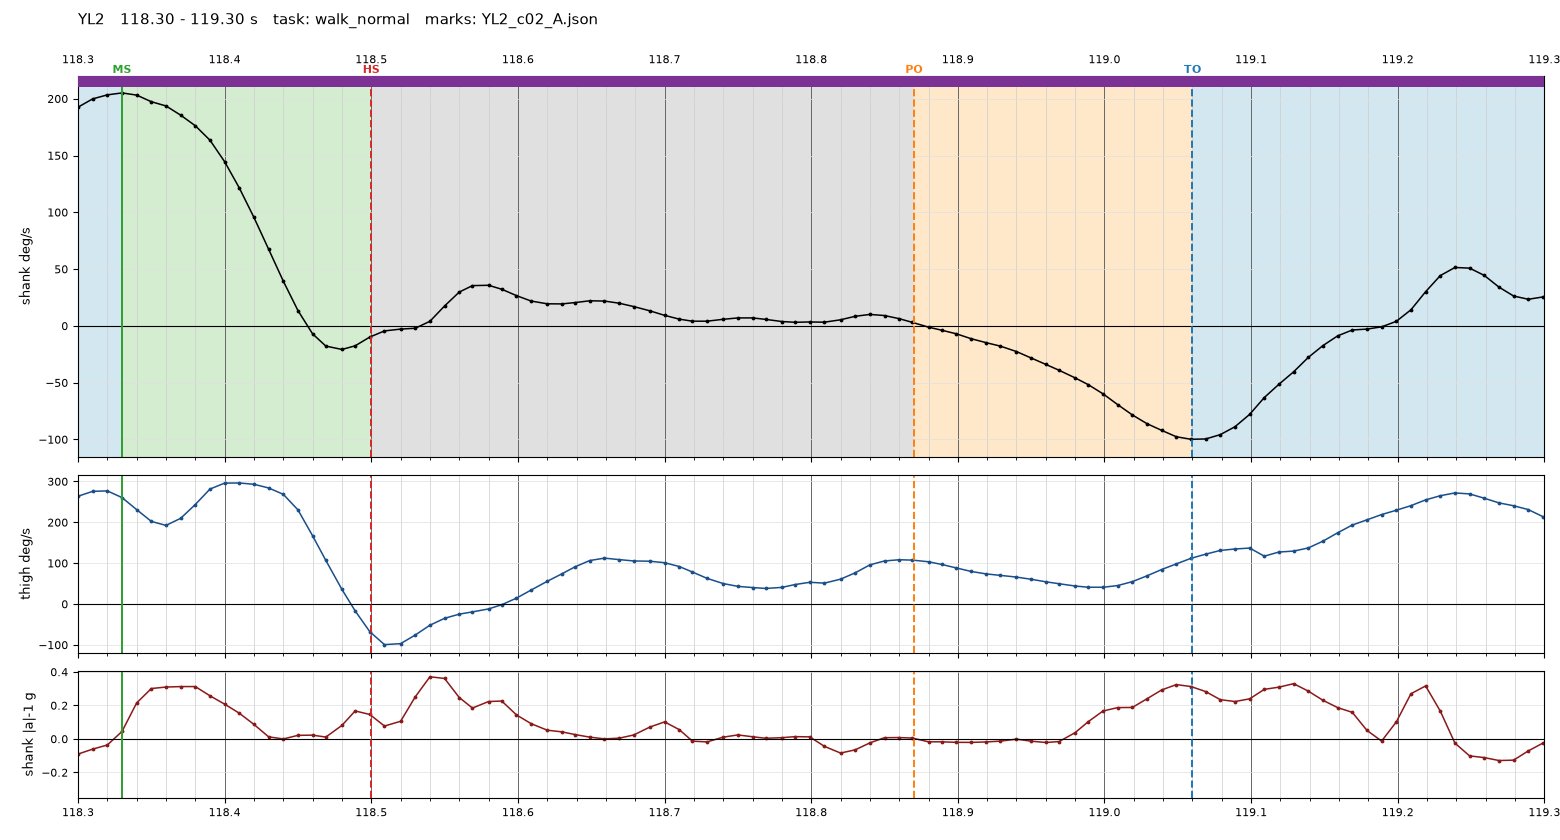 YL2   118.30 - 119.30 s   task: walk_normal   marks: YL2_c02_A.json
118.3 118.4 118.5 118.6 118.7 118.8 118.9 119.0 119.1 119.2 119.3
MS HS PO TO
shank deg/s
200
150
100
50
0
−50
−100
thigh deg/s
300
200
100
0
−100
shank |a|-1 g
0.4
0.2
0.0
−0.2
118.3 118.4 118.5 118.6 118.7 118.8 118.9 119.0 119.1 119.2 119.3